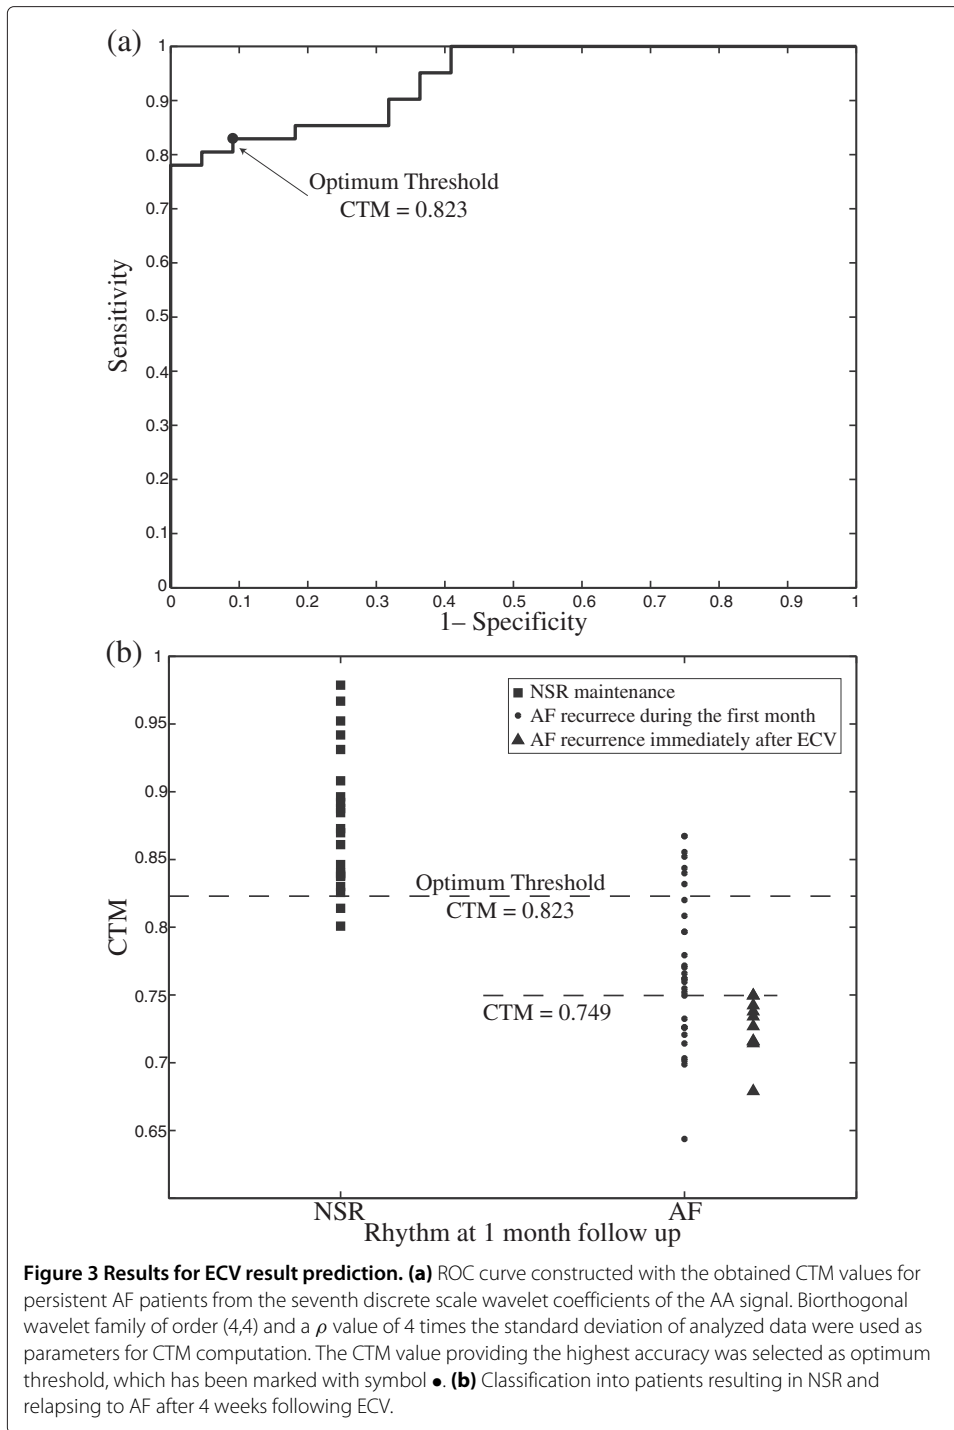 (a)
1
0.9
0.8
0.7
0.6
0.5
0.4
0.3
0.2
0.1
0
Sensitivity
Optimum Threshold
CTM = 0.823
0 0.1 0.2 0.3 0.4 0.5 0.6 0.7 0.8 0.9 1
1– Specificity
(b)
1
0.95
0.9
0.85
0.8
0.75
0.7
0.65
CTM
■ NSR maintenance
• AF recurrece during the first month
▲ AF recurrence immediately after ECV
Optimum Threshold
CTM = 0.823
CTM = 0.749
NSR AF
Rhythm at 1 month follow up
Figure 3 Results for ECV result prediction. (a) ROC curve constructed with the obtained CTM values for
persistent AF patients from the seventh discrete scale wavelet coefficients of the AA signal. Biorthogonal
wavelet family of order (4,4) and a ρ value of 4 times the standard deviation of analyzed data were used as
parameters for CTM computation. The CTM value providing the highest accuracy was selected as optimum
threshold, which has been marked with symbol •. (b) Classification into patients resulting in NSR and
relapsing to AF after 4 weeks following ECV.